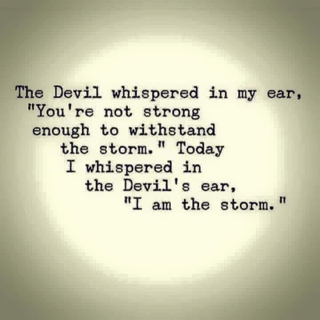 The Devil whispered in my ear,
"You're not strong
enough to withstand
the storm." Today
I whispered in
the Devil's ear,
"I am the storm."